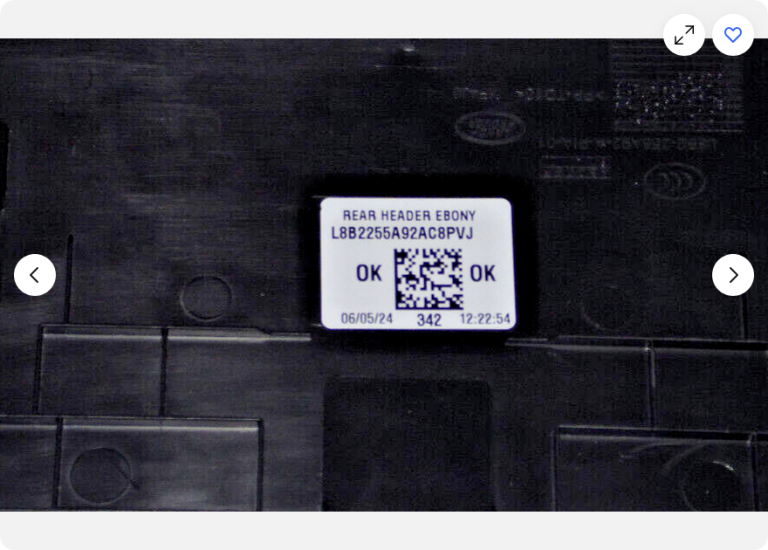 REAR HEADER EBONY
L8B2255A92AC8PVJ
OK OK
06/05/24 342 12:22:54